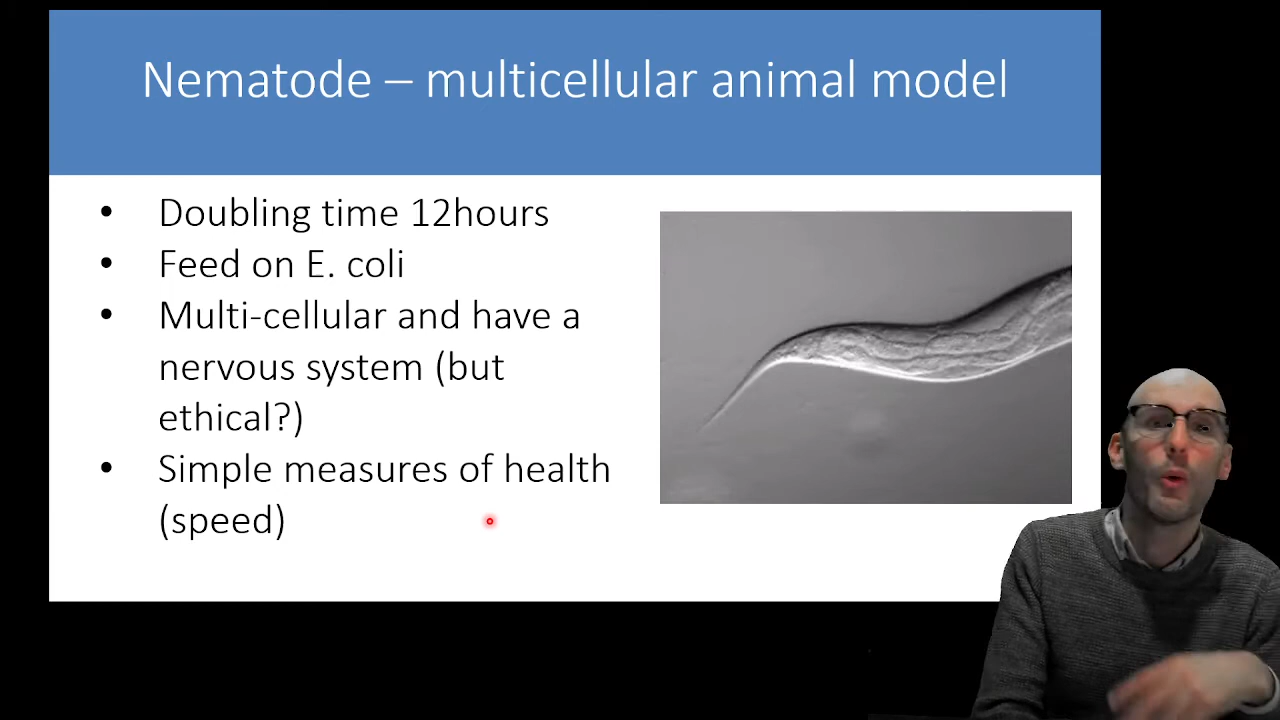 Nematode – multicellular animal model
• Doubling time 12hours
• Feed on E. coli
• Multi-cellular and have a
nervous system (but
ethical?)
• Simple measures of health
(speed)